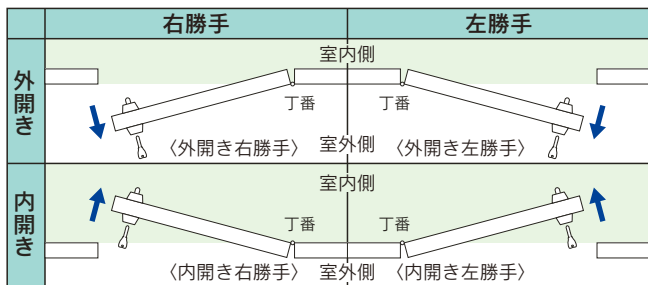 右勝手 左勝手
外開き
室内側
丁番 丁番
〈外開き右勝手〉 室外側 〈外開き左勝手〉
内開き
室内側
丁番 丁番
〈内開き右勝手〉 室外側 〈内開き左勝手〉